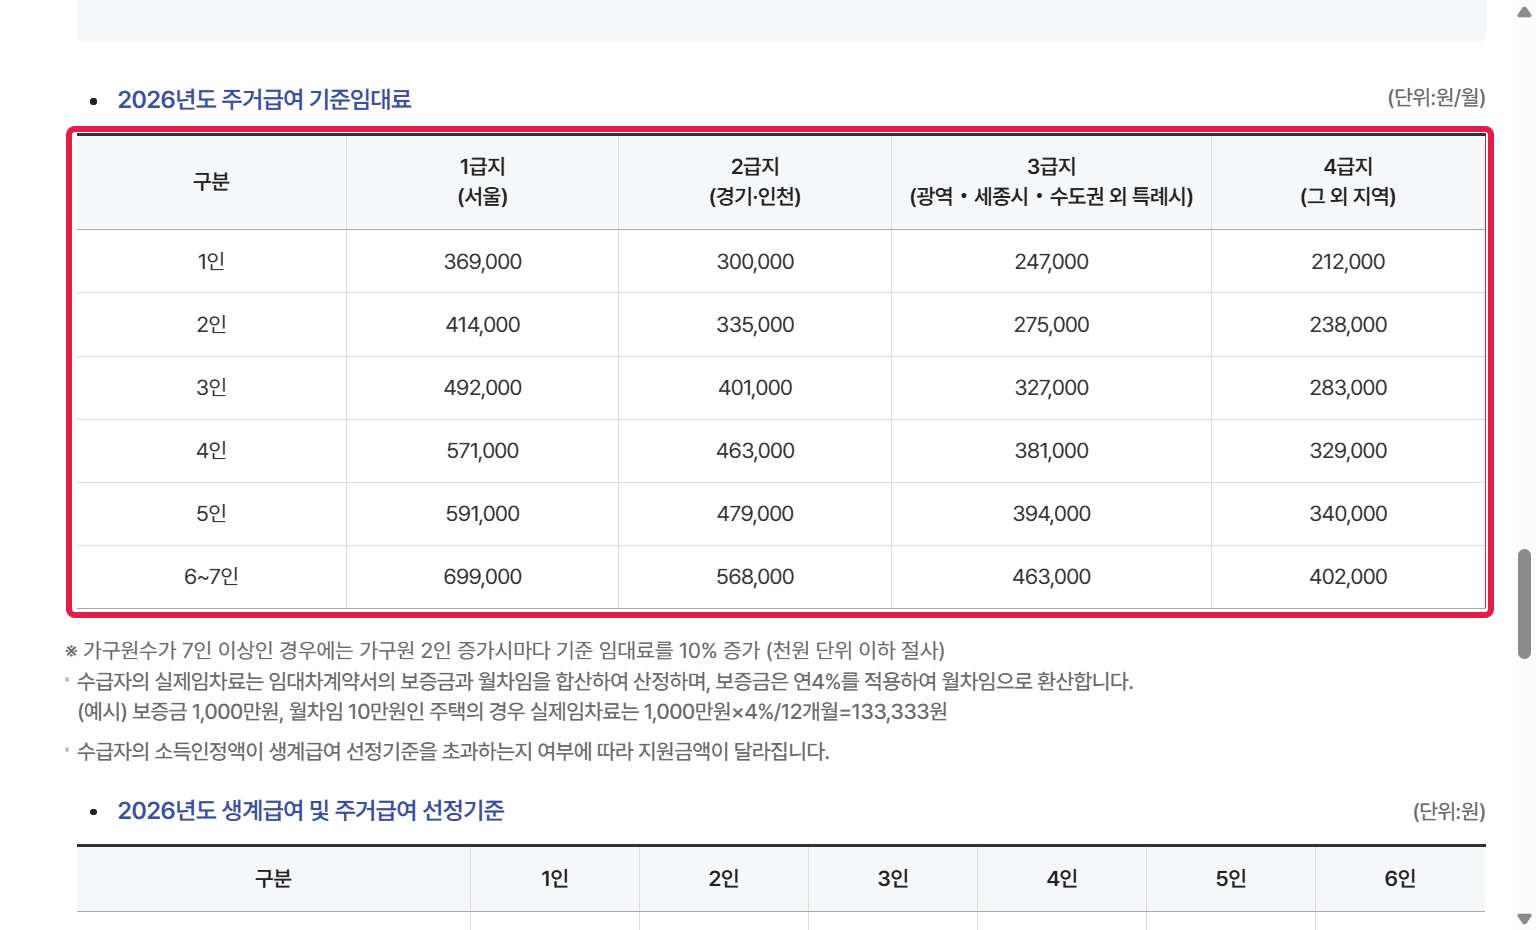 • 2026년도 주거급여 기준임대료
(단위:원/월)
구분 1급지 (서울) 2급지 (경기·인천) 3급지 (광역・세종시・수도권 외 특례시) 4급지 (그 외 지역)
1인 369,000 300,000 247,000 212,000
2인 414,000 335,000 275,000 238,000
3인 492,000 401,000 327,000 283,000
4인 571,000 463,000 381,000 329,000
5인 591,000 479,000 394,000 340,000
6~7인 699,000 568,000 463,000 402,000
※ 가구원수가 7인 이상인 경우에는 가구원 2인 증가시마다 기준 임대료를 10% 증가 (천원 단위 이하 절사)
수급자의 실제임차료는 임대차계약서의 보증금과 월차임을 합산하여 산정하며, 보증금은 연4%를 적용하여 월차임으로 환산합니다.
(예시) 보증금 1,000만원, 월차임 10만원인 주택의 경우 실제임차료는 1,000만원×4%/12개월=133,333원
수급자의 소득인정액이 생계급여 선정기준을 초과하는지 여부에 따라 지원금액이 달라집니다.
• 2026년도 생계급여 및 주거급여 선정기준
(단위:원)
구분 1인 2인 3인 4인 5인 6인